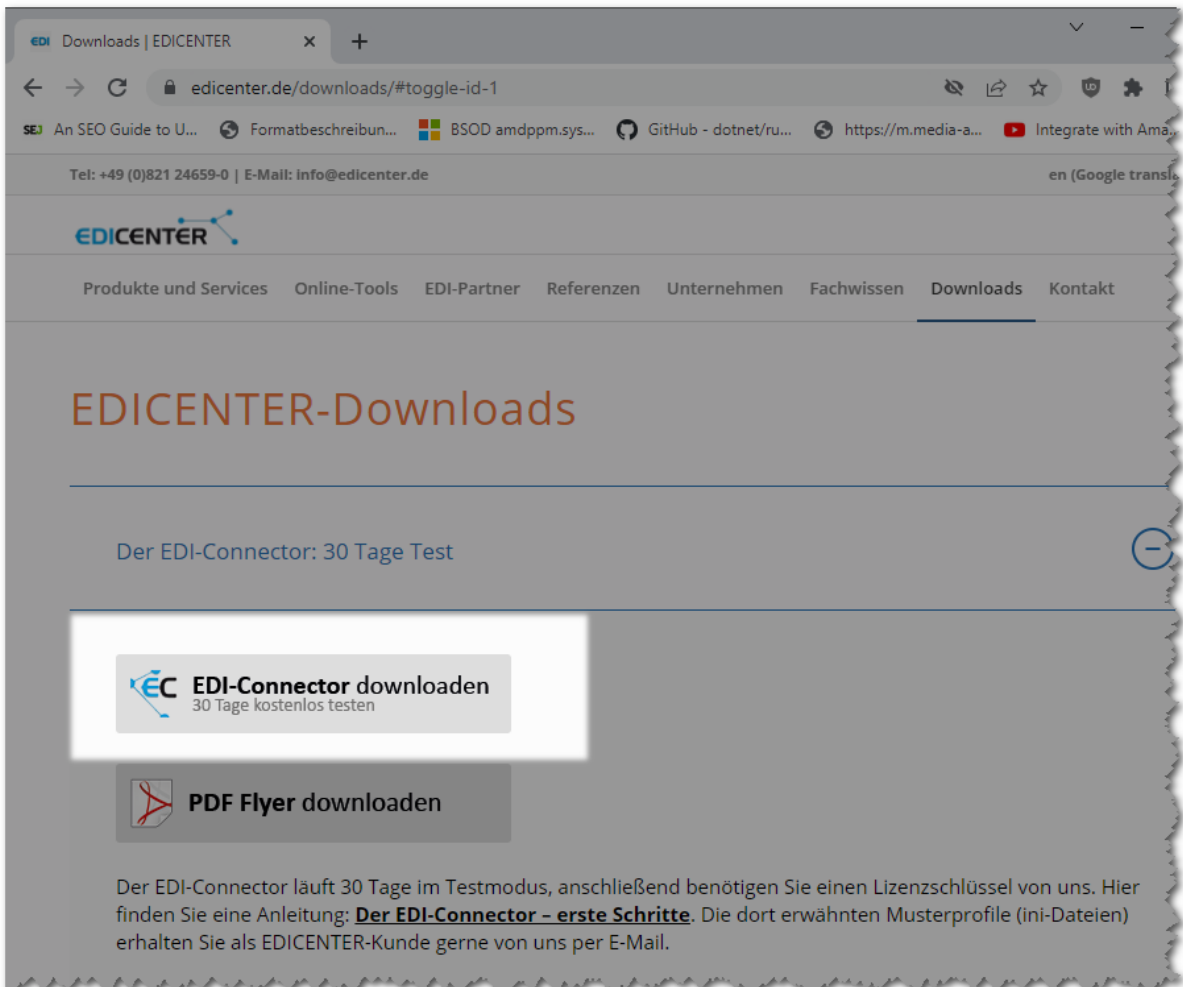 EDI Downloads | EDICENTER
edicenter.de/downloads/#toggle-id-1
SEJ An SEO Guide to U... Formatbeschreibun... BSOD amdppm.sys... GitHub - dotnet/ru... https://m.media-a... Integrate with Ama...
Tel: +49 (0)821 24659-0 | E-Mail: info@edicenter.de en (Google
EDICENTER
Produkte und Services Online-Tools EDI-Partner Referenzen Unternehmen Fachwissen Downloads Kontakt
EDICENTER-Downloads
Der EDI-Connector: 30 Tage Test
EC EDI-Connector downloaden
30 Tage kostenlos testen
PDF Flyer downloaden
Der EDI-Connector läuft 30 Tage im Testmodus, anschließend benötigen Sie einen Lizenzschlüssel von uns. Hier
finden Sie eine Anleitung: Der EDI-Connector – erste Schritte. Die dort erwähnten Musterprofile (ini-Dateien)
erhalten Sie als EDICENTER-Kunde gerne von uns per E-Mail.